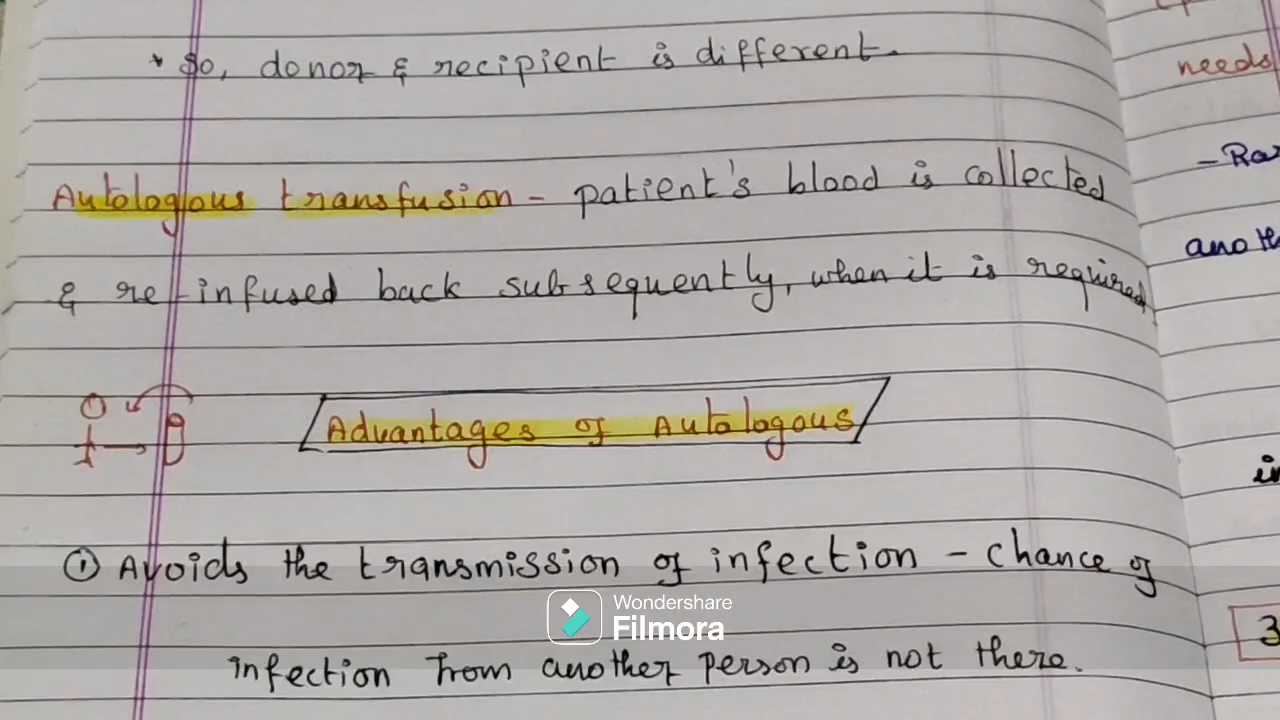 * So, donor & recipient is different.
needs
Autologous transfusion - patient's blood is collected
& re-infused back subsequently, when it is required
Advantages of Autologous
① Avoids the transmission of infection - chance of
infection from another person is not there.
Wondershare
Filmora
3